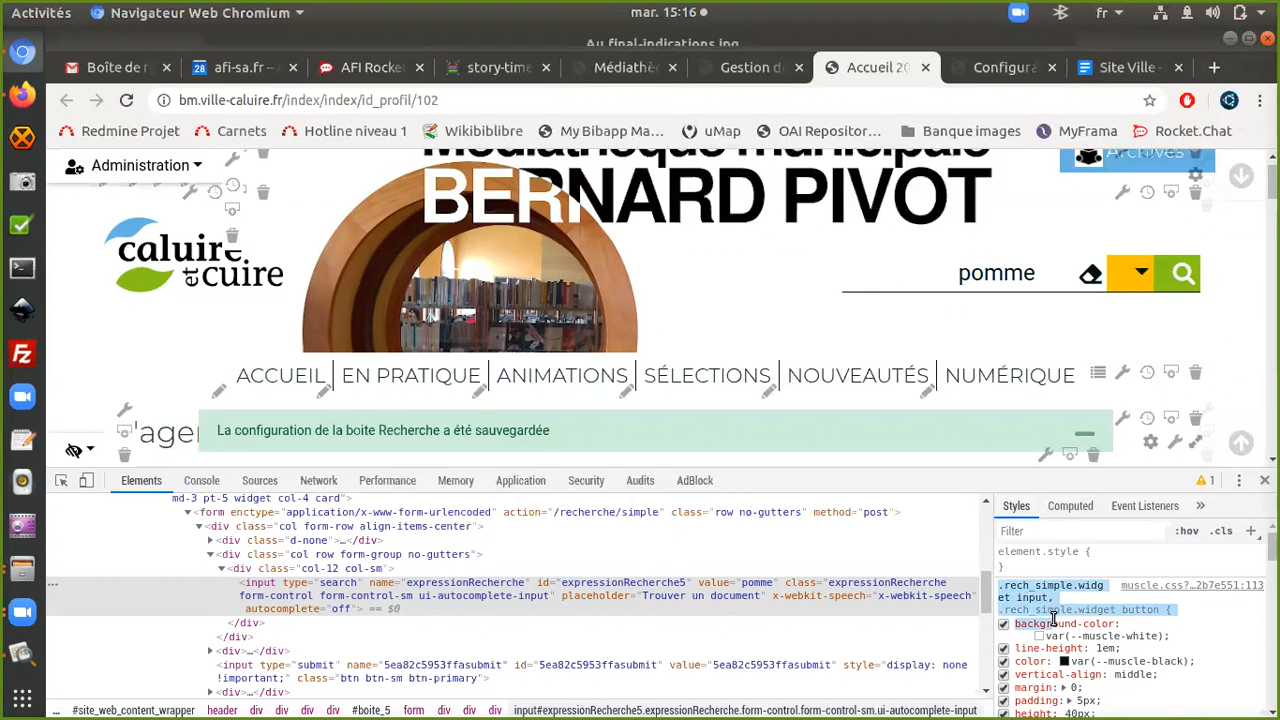 Activités Navigateur Web Chromium mar. 15:16 fr
Au final-indications.jpg
Boîte de r afi-sa.fr – AFI Rocke story-time Médiathè Gestion d Accueil 20 Configura Site Ville -
bm.ville-caluire.fr/index/index/id_profil/102
Redmine Projet Carnets Hotline niveau 1 Wikibiblibre My Bibapp Ma... uMap OAI Repositor... Banque images MyFrama Rocket.Chat
Administration
Médiathèque municipale
Archives
BERNARD PIVOT
caluire
et cuire
pomme
ACCUEIL EN PRATIQUE ANIMATIONS SÉLECTIONS NOUVEAUTÉS NUMÉRIQUE
'agen
La configuration de la boite Recherche a été sauvegardée
Elements Console Sources Network Performance Memory Application Security Audits AdBlock 1
md-3 pt-5 widget col-4 card">
<form enctype="application/x-www-form-urlencoded" action="/recherche/simple" class="row no-gutters" method="post">
<div class="col form-row align-items-center">
<div class="d-none">…</div>
<div class="col row form-group no-gutters">
<div class="col-12 col-sm">
<input type="search" name="expressionRecherche" id="expressionRecherche5" value="pomme" class="expressionRecherche
form-control form-control-sm ui-autocomplete-input" placeholder="Trouver un document" x-webkit-speech="x-webkit-speech"
autocomplete="off"> == $0
</div>
</div>
<div>…</div>
<input type="submit" name="5ea82c5953ffasubmit" id="5ea82c5953ffasubmit" value="5ea82c5953ffasubmit" style="display: none
!important;" class="btn btn-sm btn-primary">
<div>…</div>
... #site_web_content_wrapper header div div div #boite_5 form div div div input#expressionRecherche5.expressionRecherche.form-control.form-control-sm.ui-autocomplete-input
Styles Computed Event Listeners »
Filter :hov .cls +
element.style {
}
.rech_simple.widg muscle.css?…2b7e551:113
et input,
.rech_simple.widget button {
background-color:
var(--muscle-white);
line-height: 1em;
color: var(--muscle-black);
vertical-align: middle;
margin: 0;
padding: 5px;
height: 40px;